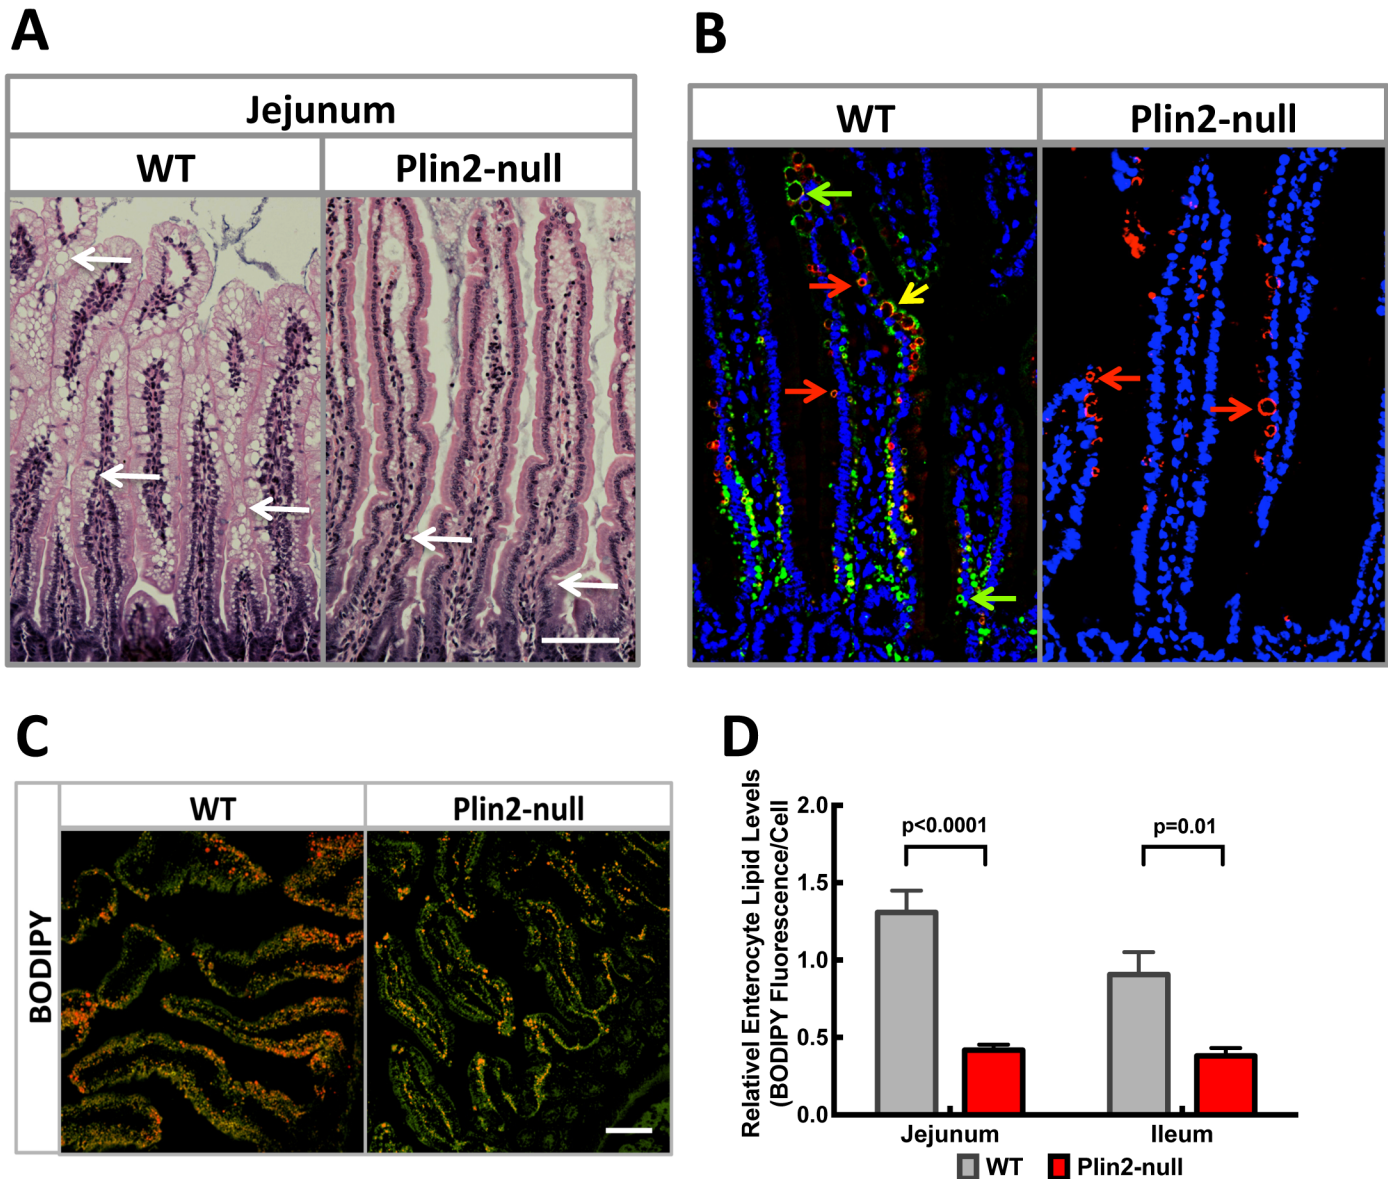 A
Jejunum
WT Plin2-null
B
WT Plin2-null
C
WT Plin2-null
BODIPY
D
Relativel Enterocyte Lipid Levels
(BODIPY Fluorescence/Cell
2.0
1.5
1.0
0.5
0.0
p<0.0001 p=0.01
Jejunum Ileum
WT Plin2-null